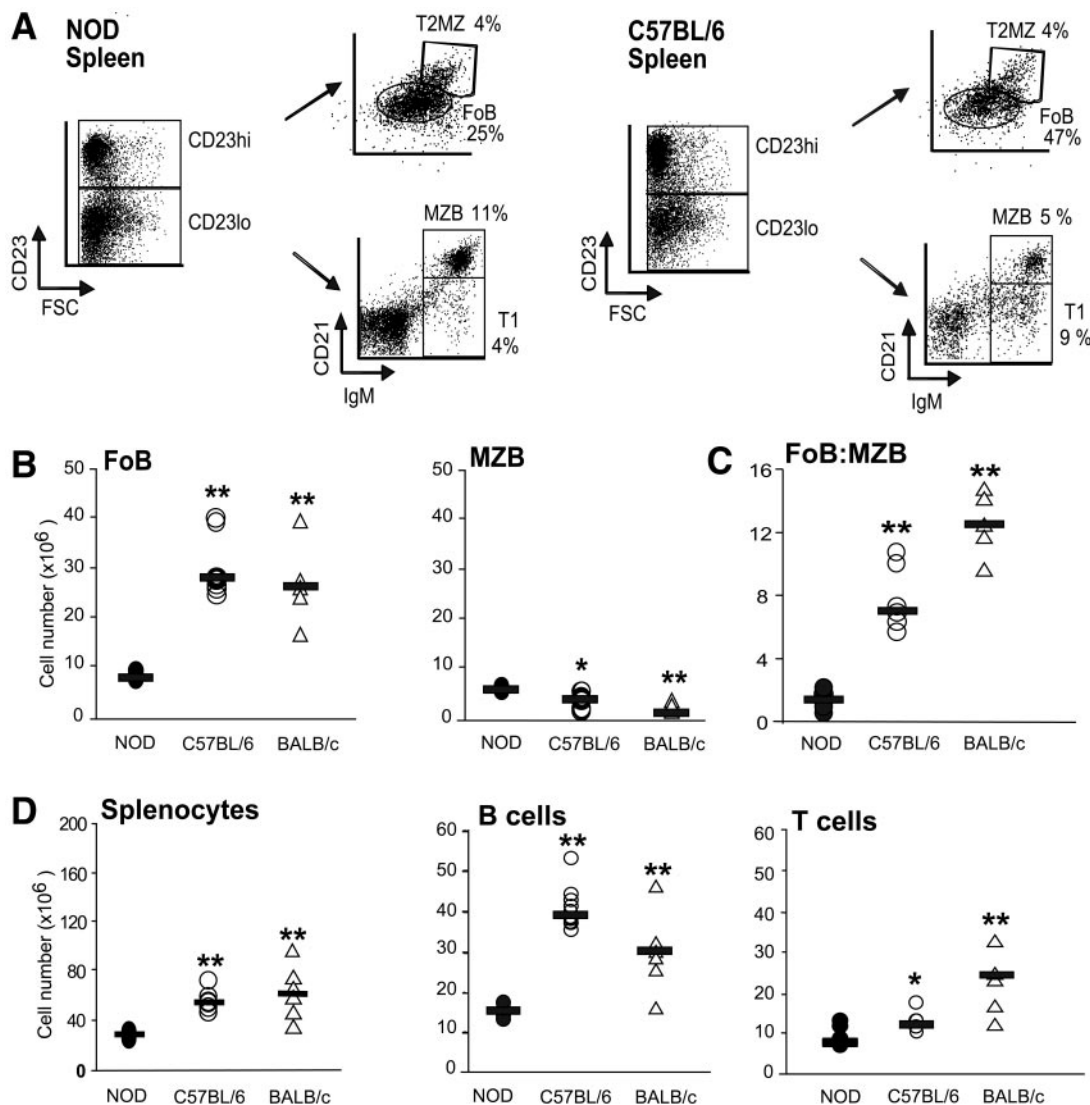 A
NOD
Spleen
CD23hi
CD23lo
CD23
FSC
T2MZ 4%
FoB
25%
MZB 11%
T1
4%
CD21
IgM
C57BL/6
Spleen
CD23hi
CD23lo
CD23
FSC
T2MZ 4%
FoB
47%
MZB 5 %
T1
9 %
CD21
IgM
B
FoB
Cell number (x10⁶)
50
40
30
20
10
0
**
**
NOD C57BL/6 BALB/c
MZB
50
40
30
20
10
0
*
**
NOD C57BL/6 BALB/c
C
FoB:MZB
16
12
8
4
0
**
**
NOD C57BL/6 BALB/c
D
Splenocytes
Cell number (x10⁶)
200
160
120
80
40
0
**
**
NOD C57BL/6 BALB/c
B cells
60
50
40
30
20
10
0
**
**
NOD C57BL/6 BALB/c
T cells
60
50
40
30
20
10
0
*
**
NOD C57BL/6 BALB/c